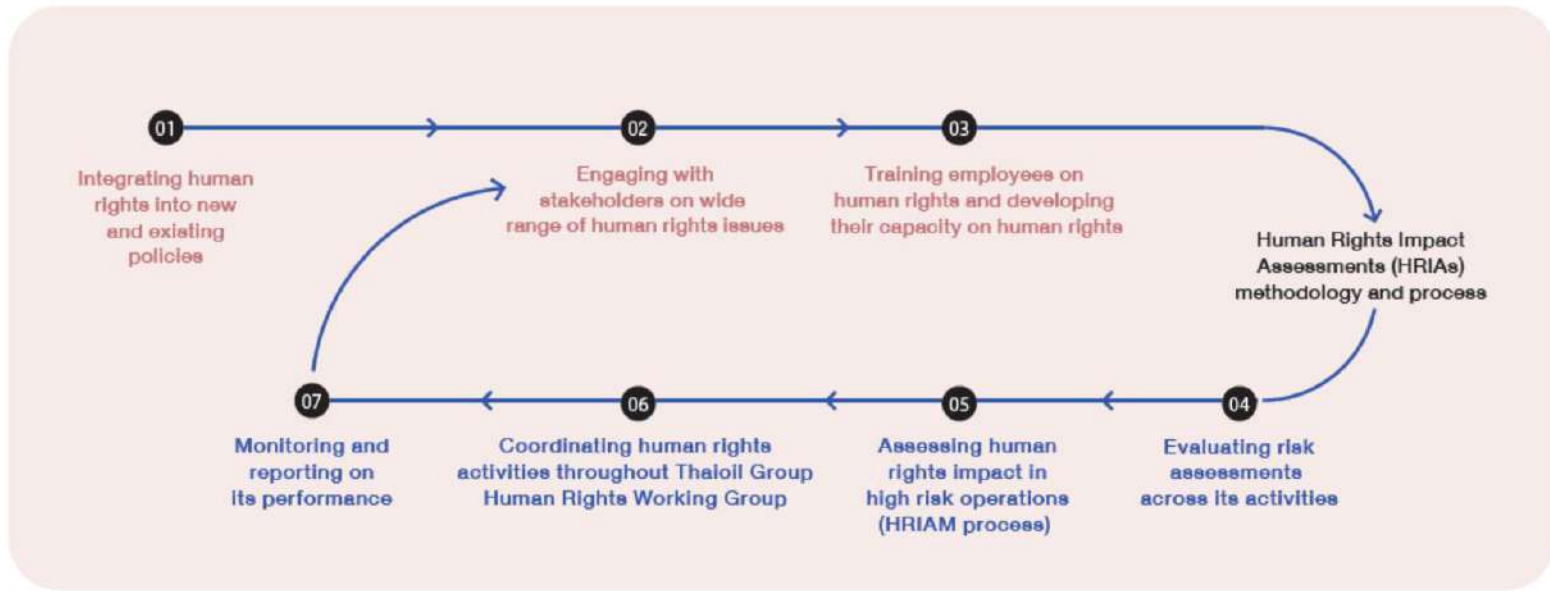 01
Integrating human
rights into new
and existing
policies
02
Engaging with
stakeholders on wide
range of human rights issues
03
Training employees on
human rights and developing
their capacity on human rights
Human Rights Impact
Assessments (HRIAs)
methodology and process
04
Evaluating risk
assessments
across its activities
05
Assessing human
rights impact in
high risk operations
(HRIAM process)
06
Coordinating human rights
activities throughout Thaioil Group
Human Rights Working Group
07
Monitoring and
reporting on
its performance